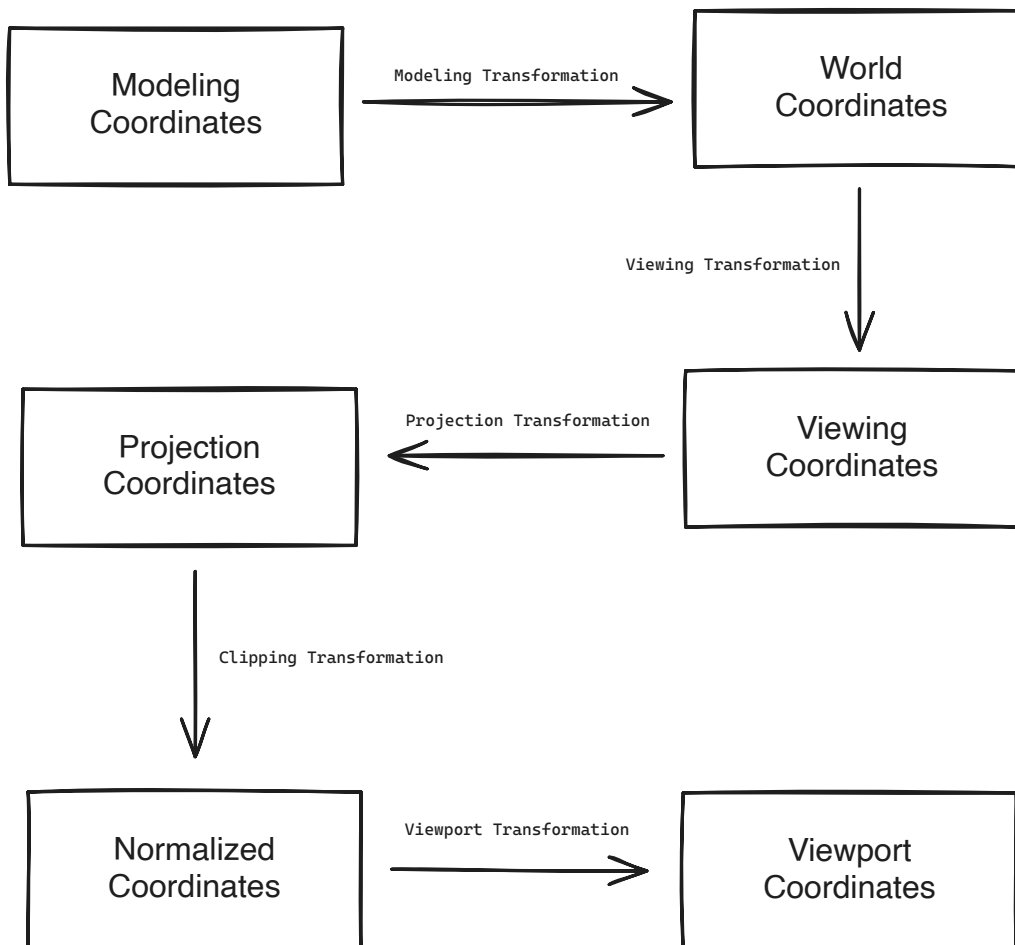 Modeling
Coordinates
Modeling Transformation
World
Coordinates
Viewing Transformation
Viewing
Coordinates
Projection Transformation
Projection
Coordinates
Clipping Transformation
Normalized
Coordinates
Viewport Transformation
Viewport
Coordinates